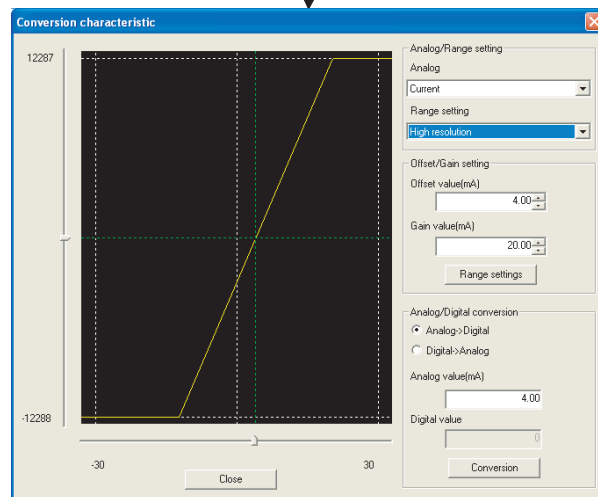 Conversion characteristic
12287
-12288
-30
30
Close
Analog/Range setting
Analog
Current
Range setting
High resolution
Offset/Gain setting
Offset value(mA)
4.00
Gain value(mA)
20.00
Range settings
Analog/Digital conversion
Analog->Digital
Digital->Analog
Analog value(mA)
4.00
Digital value
0
Conversion